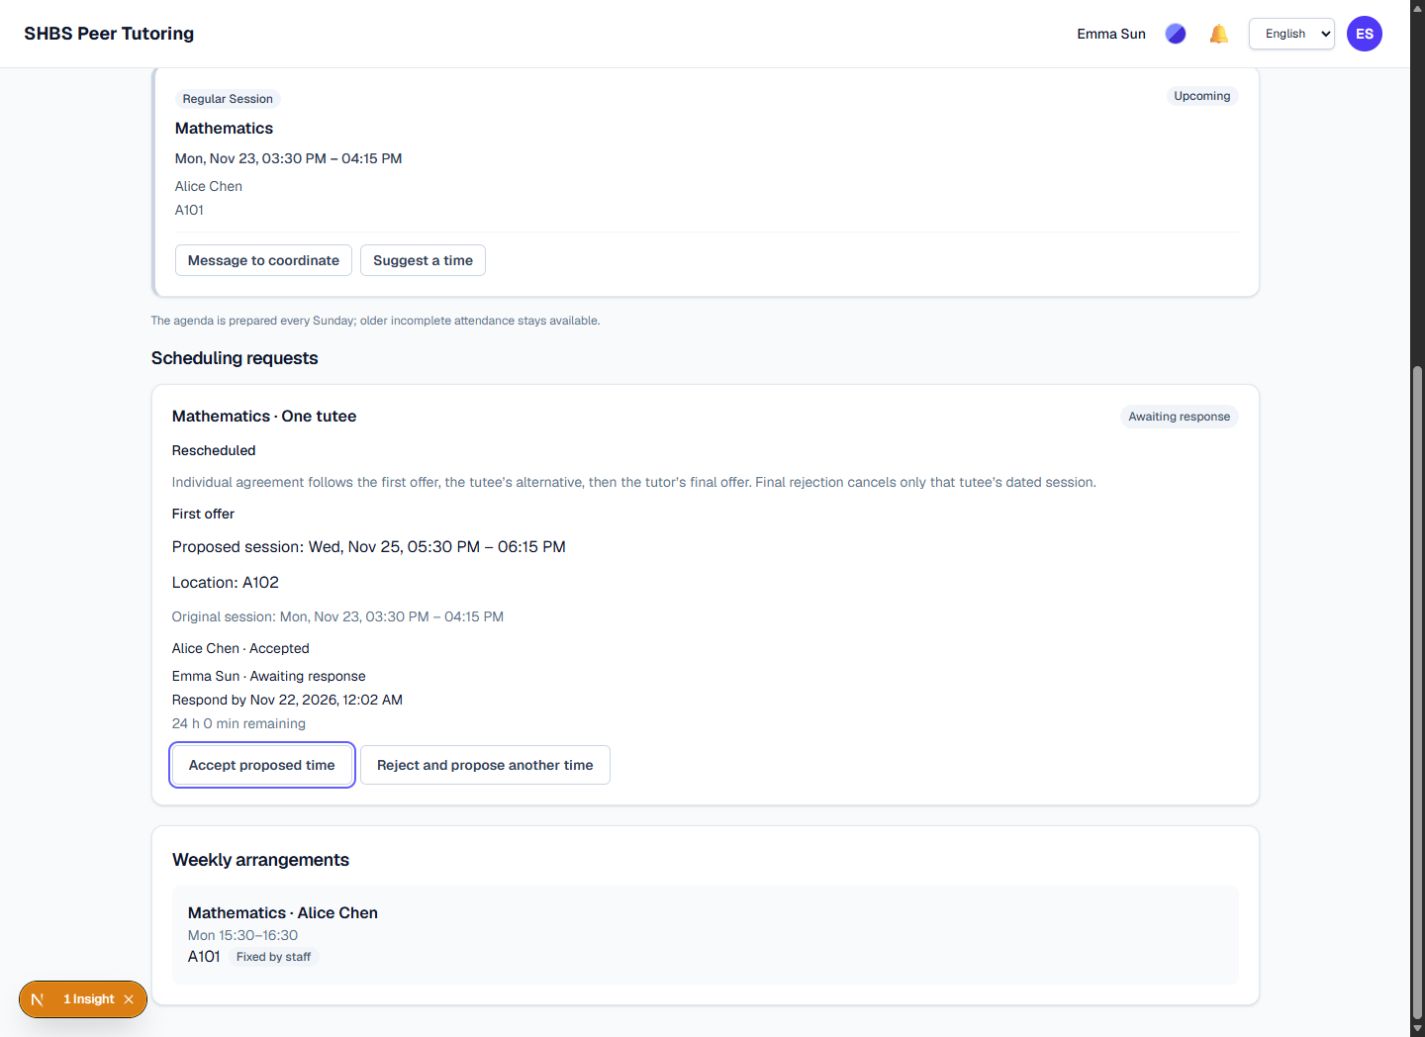 SHBS Peer Tutoring
Emma Sun
English
ES
Regular Session
Upcoming
Mathematics
Mon, Nov 23, 03:30 PM – 04:15 PM
Alice Chen
A101
Message to coordinate
Suggest a time
The agenda is prepared every Sunday; older incomplete attendance stays available.
Scheduling requests
Mathematics · One tutee
Awaiting response
Rescheduled
Individual agreement follows the first offer, the tutee's alternative, then the tutor's final offer. Final rejection cancels only that tutee's dated session.
First offer
Proposed session: Wed, Nov 25, 05:30 PM – 06:15 PM
Location: A102
Original session: Mon, Nov 23, 03:30 PM – 04:15 PM
Alice Chen · Accepted
Emma Sun · Awaiting response
Respond by Nov 22, 2026, 12:02 AM
24 h 0 min remaining
Accept proposed time
Reject and propose another time
Weekly arrangements
Mathematics · Alice Chen
Mon 15:30–16:30
A101 Fixed by staff
N 1 Insight